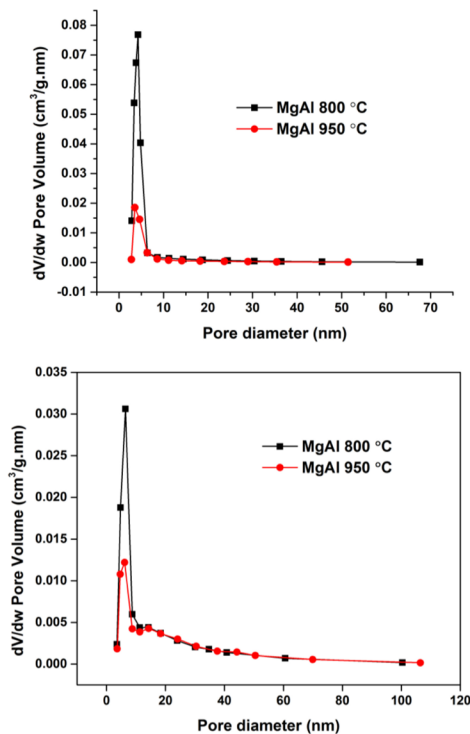 0.08
0.07
0.06
0.05
0.04
0.03
0.02
0.01
0.00
-0.01
dV/dw Pore Volume (cm³/g.nm)
MgAl 800 °C
MgAl 950 °C
0 10 20 30 40 50 60 70
Pore diameter (nm)
0.035
0.030
0.025
0.020
0.015
0.010
0.005
0.000
dV/dw Pore Volume (cm³/g.nm)
MgAl 800 °C
MgAl 950 °C
0 20 40 60 80 100 120
Pore diameter (nm)